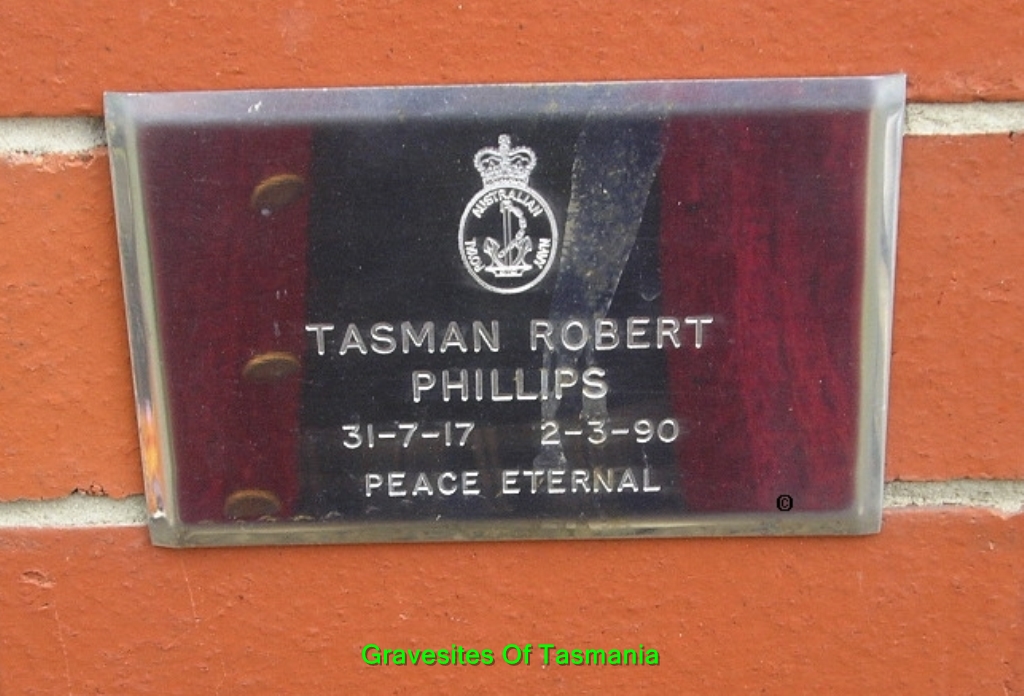 ROYAL AUSTRALIAN NAVY
TASMAN ROBERT
PHILLIPS
31-7-17 2-3-90
PEACE ETERNAL
©
Gravesites Of Tasmania